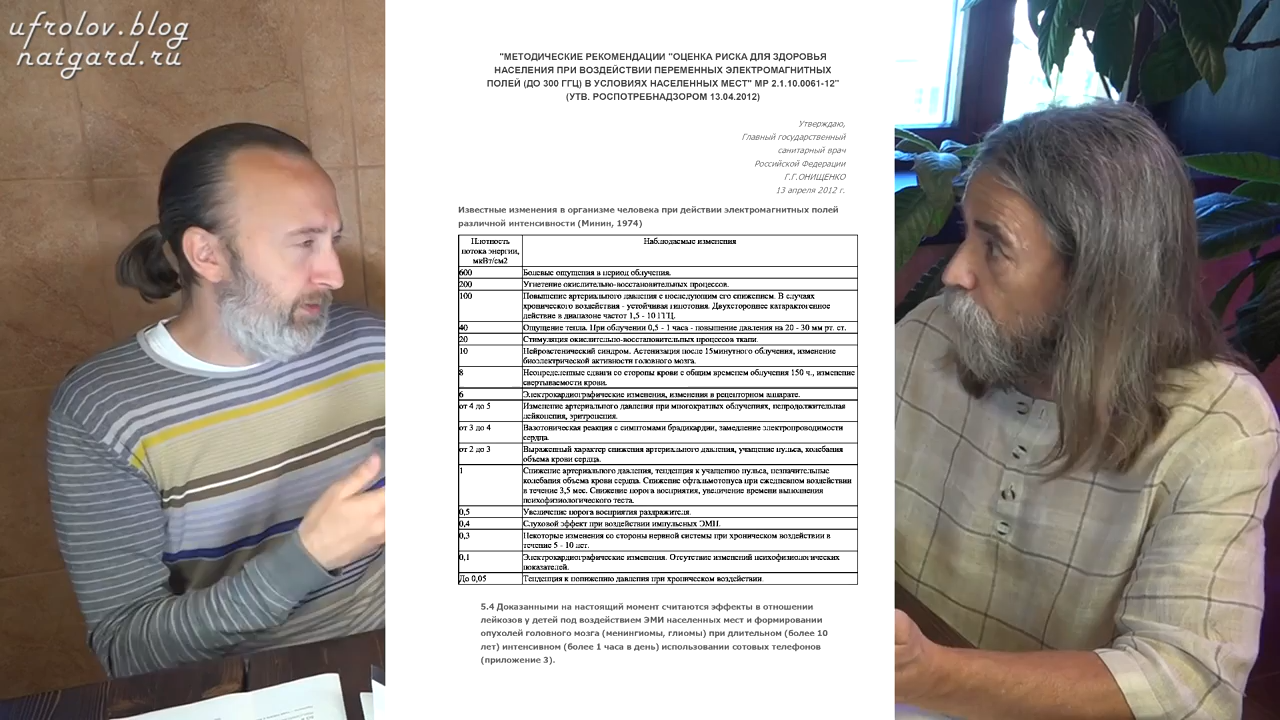 ufrolov.blog
natgard.ru
"МЕТОДИЧЕСКИЕ РЕКОМЕНДАЦИИ "ОЦЕНКА РИСКА ДЛЯ ЗДОРОВЬЯ
НАСЕЛЕНИЯ ПРИ ВОЗДЕЙСТВИИ ПЕРЕМЕННЫХ ЭЛЕКТРОМАГНИТНЫХ
ПОЛЕЙ (ДО 300 ГГЦ) В УСЛОВИЯХ НАСЕЛЕННЫХ МЕСТ" МР 2.1.10.0061-12"
(УТВ. РОСПОТРЕБНАДЗОРОМ 13.04.2012)
Утверждаю,
Главный государственный
санитарный врач
Российской Федерации
Г.Г.ОНИЩЕНКО
13 апреля 2012 г.
Известные изменения в организме человека при действии электромагнитных полей
различной интенсивности (Минин, 1974)
Плотность
потока энергии,
мкВт/см2
Наблюдаемые изменения
600 Болевые ощущения в период облучения.
200 Угнетение окислительно-восстановительных процессов.
100 Повышение артериального давления с последующим его снижением. В случаях
хронического воздействия - устойчивая гипотония. Двухстороннее катарактогенное
действие в диапазоне частот 1,5 - 10 ГГЦ.
40 Ощущение тепла. При облучении 0,5 - 1 часа - повышение давления на 20 - 30 мм рт. ст.
20 Стимуляция окислительно-восстановительных процессов ткани.
10 Нейроастенический синдром. Астенизация после 15минутного облучения, изменение
биоэлектрической активности головного мозга.
8 Неопределенные сдвиги со стороны крови с общим временем облучения 150 ч., изменение
свертываемости крови.
6 Электрокардиографические изменения, изменения в рецепторном аппарате.
от 4 до 5 Изменение артериального давления при многократных облучениях, непродолжительная
лейкопения, эритропения.
от 3 до 4 Вазотоническая реакция с симптомами брадикардии, замедление электропроводимости
сердца.
от 2 до 3 Выраженный характер снижения артериального давления, учащение пульса, колебания
объема крови сердца.
1 Снижение артериального давления, тенденция к учащению пульса, незначительные
колебания объема крови сердца. Снижение офтальмотонуса при ежедневном воздействии
в течение 3,5 мес. Снижение порога восприятия, увеличение времени выполнения
психофизиологического теста.
0,5 Увеличение порога восприятия раздражителя.
0,4 Слуховой эффект при воздействии импульсных ЭМП.
0,3 Некоторые изменения со стороны нервной системы при хроническом воздействии в
течение 5 - 10 лет.
0,1 Электрокардиографические изменения. Отсутствие изменений психофизиологических
показателей.
До 0,05 Тенденция к понижению давления при хроническом воздействии.
5.4 Доказанными на настоящий момент считаются эффекты в отношении
лейкозов у детей под воздействием ЭМИ населенных мест и формировании
опухолей головного мозга (менингиомы, глиомы) при длительном (более 10
лет) интенсивном (более 1 часа в день) использовании сотовых телефонов
(приложение 3).